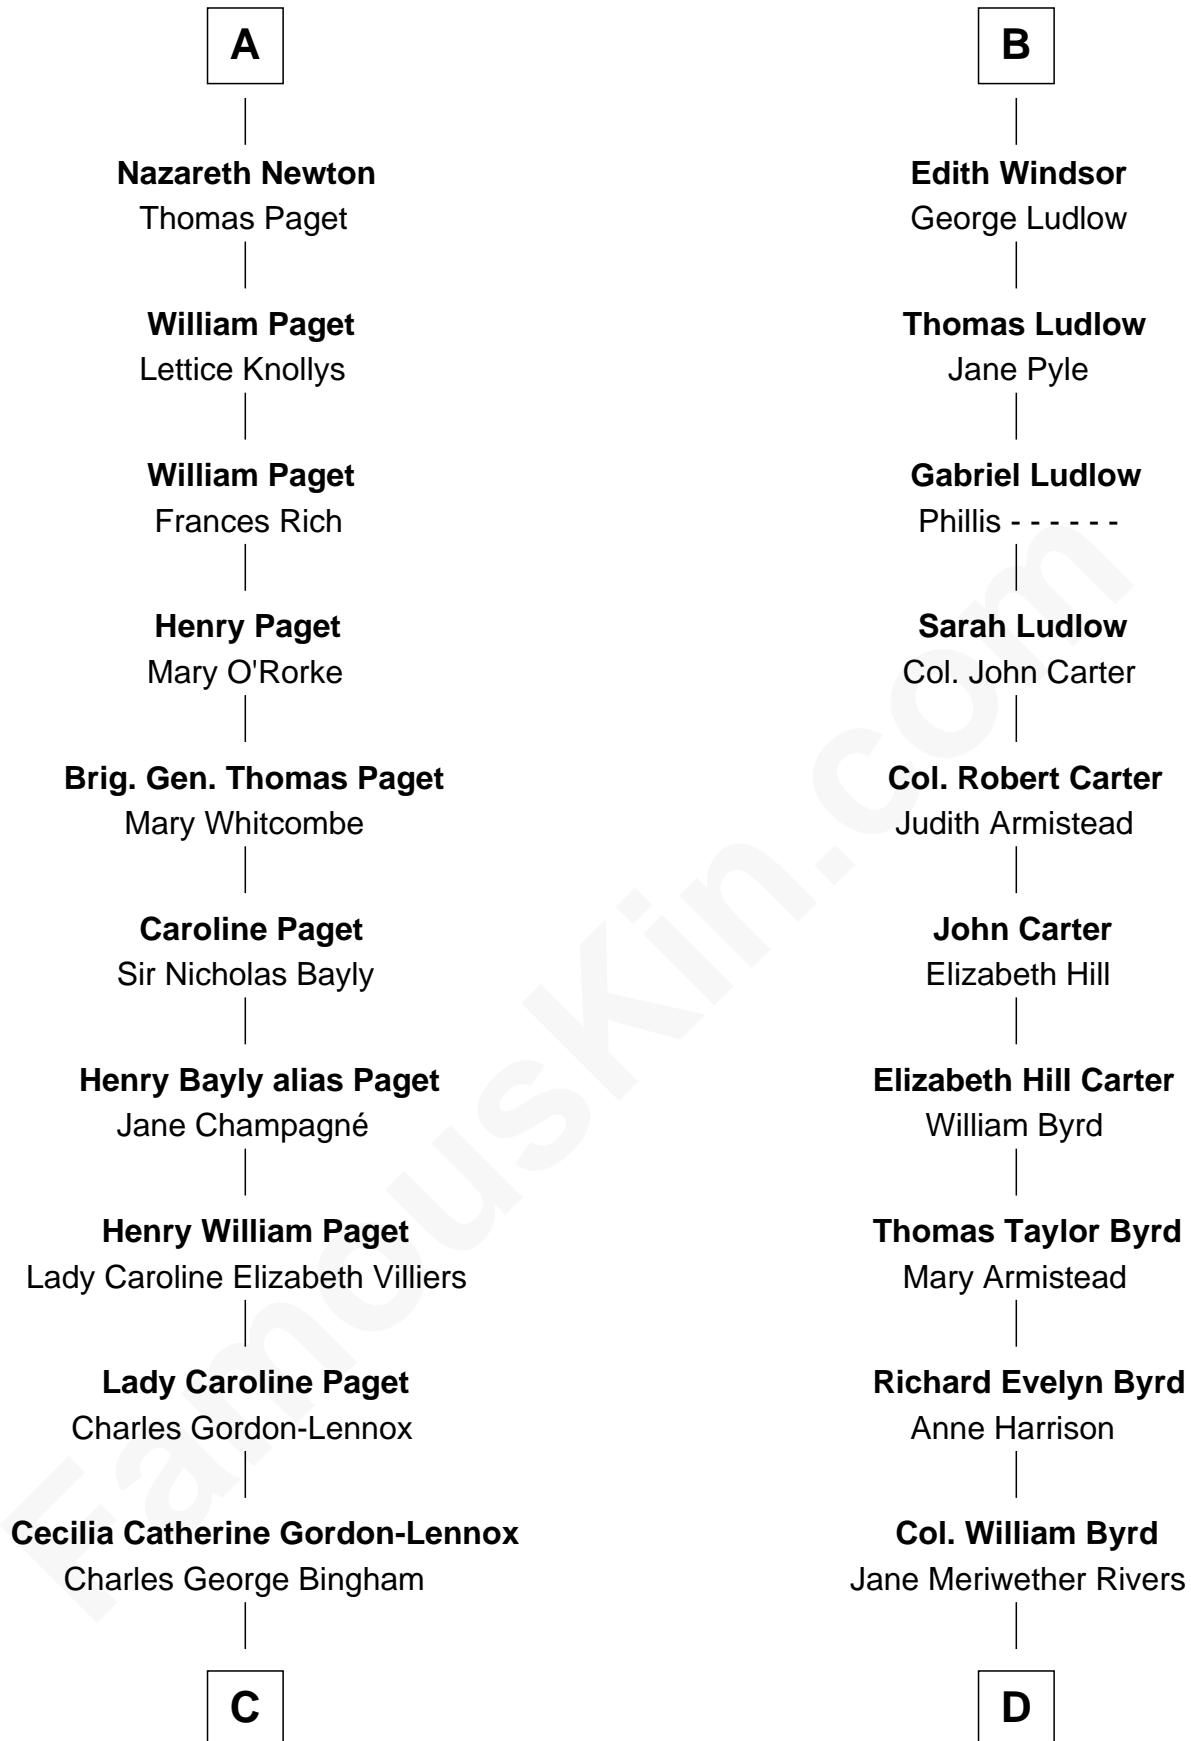 A
Nazareth Newton
Thomas Paget
William Paget
Lettice Knollys
William Paget
Frances Rich
Henry Paget
Mary O'Rorke
Brig. Gen. Thomas Paget
Mary Whitcombe
Caroline Paget
Sir Nicholas Bayly
Henry Bayly alias Paget
Jane Champagné
Henry William Paget
Lady Caroline Elizabeth Villiers
Lady Caroline Paget
Charles Gordon-Lennox
Cecilia Catherine Gordon-Lennox
Charles George Bingham
C
B
Edith Windsor
George Ludlow
Thomas Ludlow
Jane Pyle
Gabriel Ludlow
Phillis - - - - - -
Sarah Ludlow
Col. John Carter
Col. Robert Carter
Judith Armistead
John Carter
Elizabeth Hill
Elizabeth Hill Carter
William Byrd
Thomas Taylor Byrd
Mary Armistead
Richard Evelyn Byrd
Anne Harrison
Col. William Byrd
Jane Meriwether Rivers
D
FamousKin.com